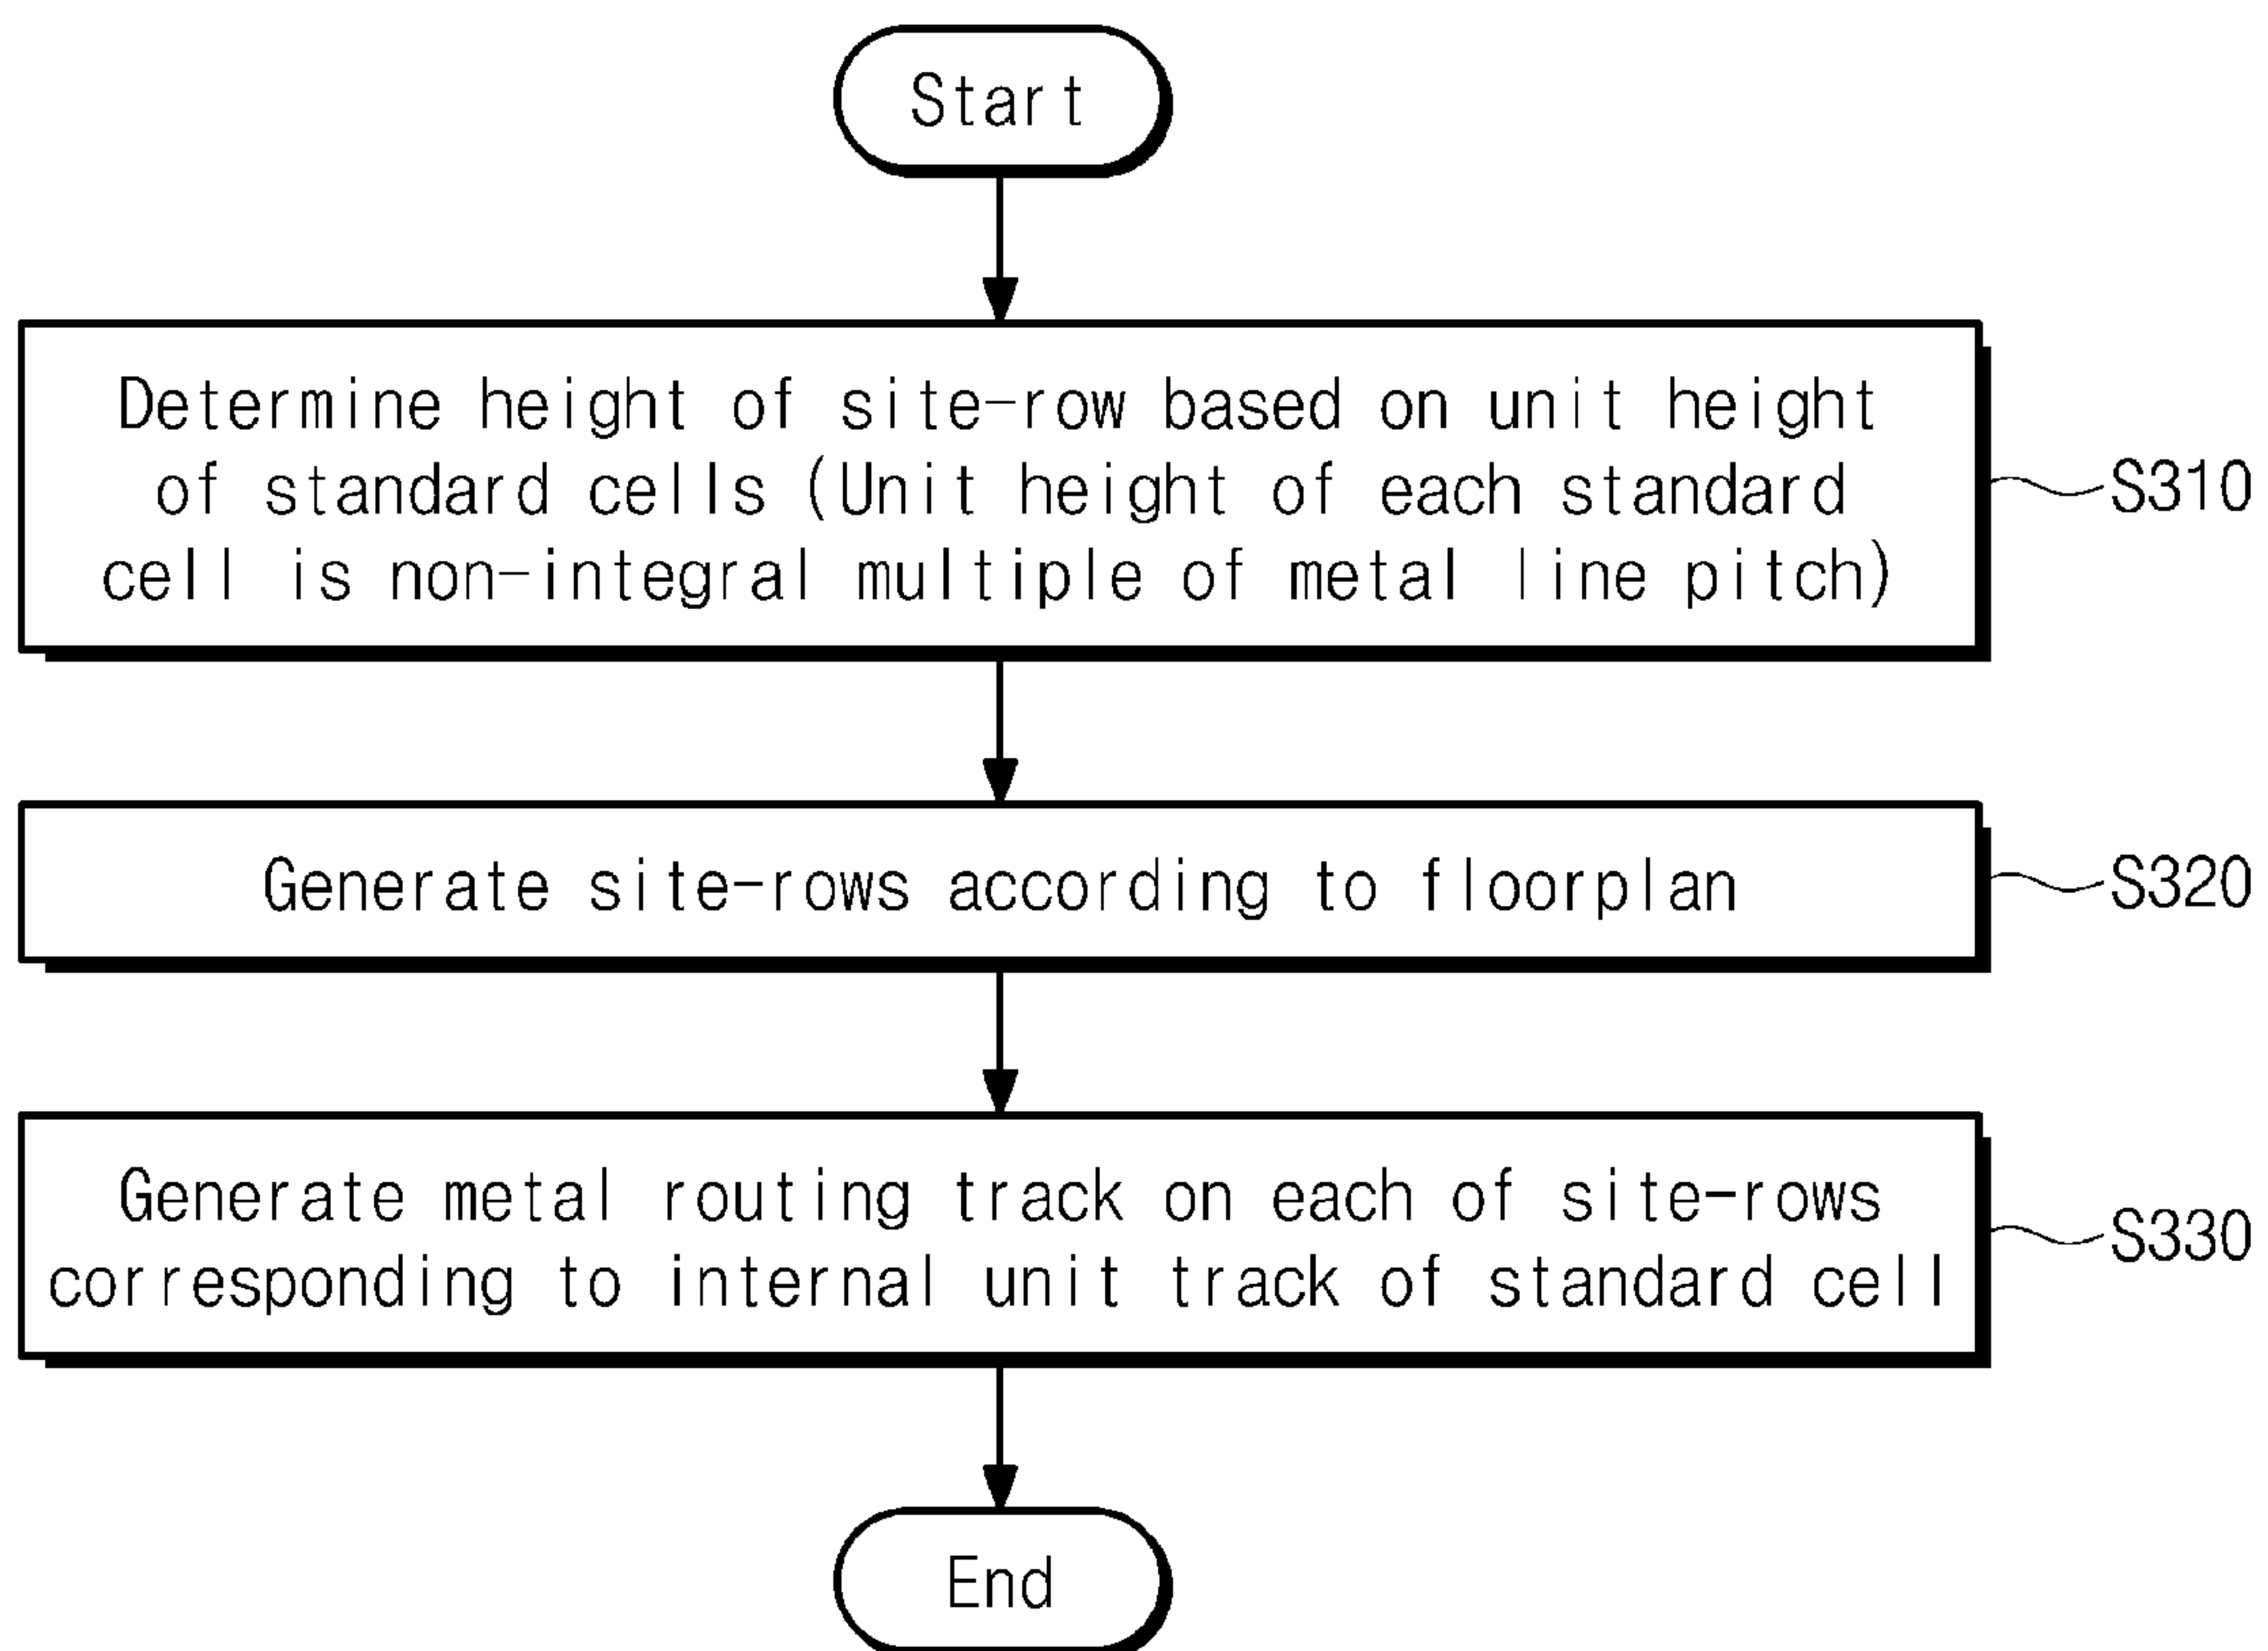 Start
Determine height of site-row based on unit height
of standard cells (Unit height of each standard
cell is non-integral multiple of metal line pitch)
S310
Generate site-rows according to floorplan
S320
Generate metal routing track on each of site-rows
corresponding to internal unit track of standard cell
S330
End